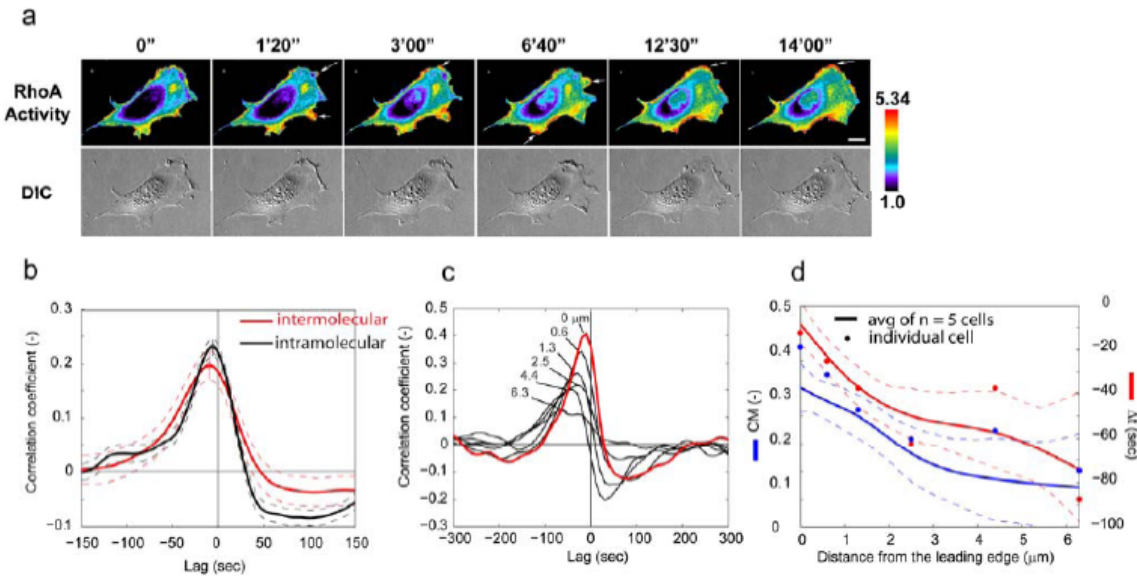 a
0" 1'20" 3'00" 6'40" 12'30" 14'00"
RhoA
Activity
5.34
1.0
DIC
b
Correlation coefficient (-)
0.3
0.2
0.1
0
-0.1
intermolecular
intramolecular
-150 -100 -50 0 50 100 150
Lag (sec)
c
Correlation coefficient (-)
0.5
0.4
0.3
0.2
0.1
0
-0.1
-0.2
-0.3
0 μm
0.6
1.3
2.5
4.4
6.3
-300 -200 -100 0 100 200 300
Lag (sec)
d
CM (-)
0.5
0.4
0.3
0.2
0.1
0
avg of n = 5 cells
individual cell
0
-20
-40
-60
-80
-100
Δt (sec)
0 1 2 3 4 5 6
Distance from the leading edge (μm)